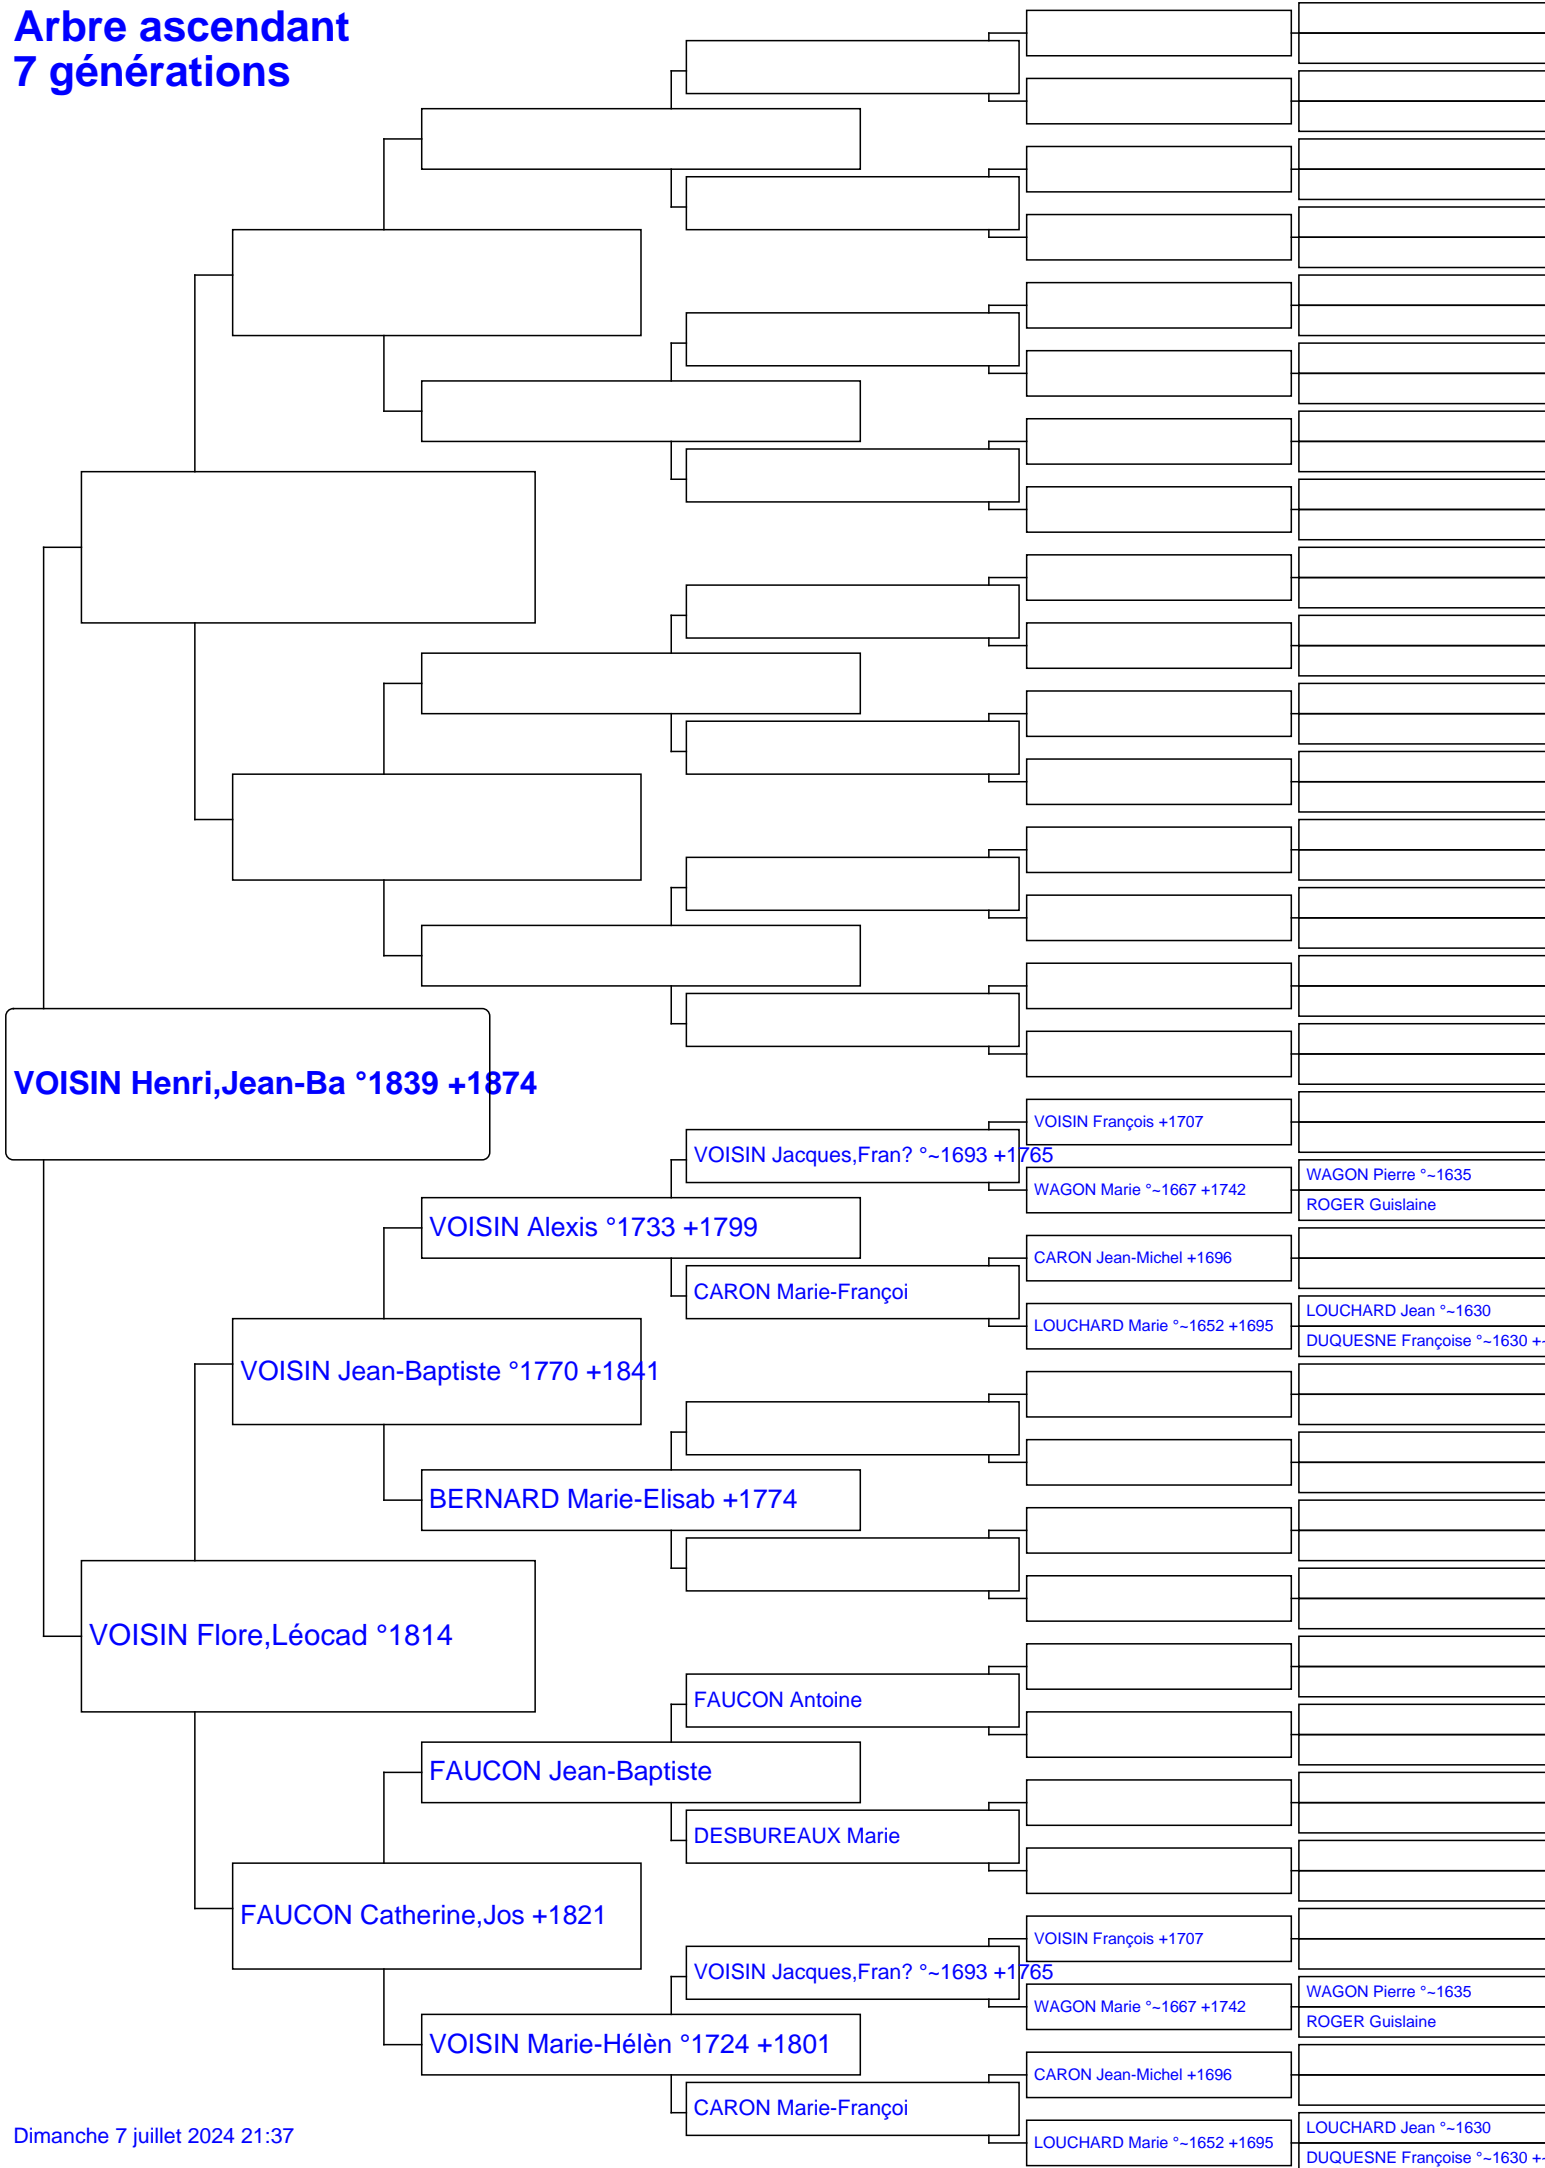 Arbre ascendant
7 générations
VOISIN Henri,Jean-Ba °1839 +1874
VOISIN François +1707
VOISIN Jacques,Fran? °~1693 +1765
WAGON Pierre °~1635
WAGON Marie °~1667 +1742
ROGER Guislaine
VOISIN Alexis °1733 +1799
CARON Jean-Michel +1696
CARON Marie-Françoi
LOUCHARD Jean °~1630
LOUCHARD Marie °~1652 +1695
DUQUESNE Françoise °~1630 +~
VOISIN Jean-Baptiste °1770 +1841
BERNARD Marie-Elisab +1774
VOISIN Flore,Léocad °1814
FAUCON Antoine
FAUCON Jean-Baptiste
DESBUREAUX Marie
FAUCON Catherine,Jos +1821
VOISIN François +1707
VOISIN Jacques,Fran? °~1693 +1765
WAGON Pierre °~1635
WAGON Marie °~1667 +1742
ROGER Guislaine
VOISIN Marie-Hélèn °1724 +1801
CARON Jean-Michel +1696
CARON Marie-Françoi
LOUCHARD Jean °~1630
LOUCHARD Marie °~1652 +1695
DUQUESNE Françoise °~1630 +~
Dimanche 7 juillet 2024 21:37